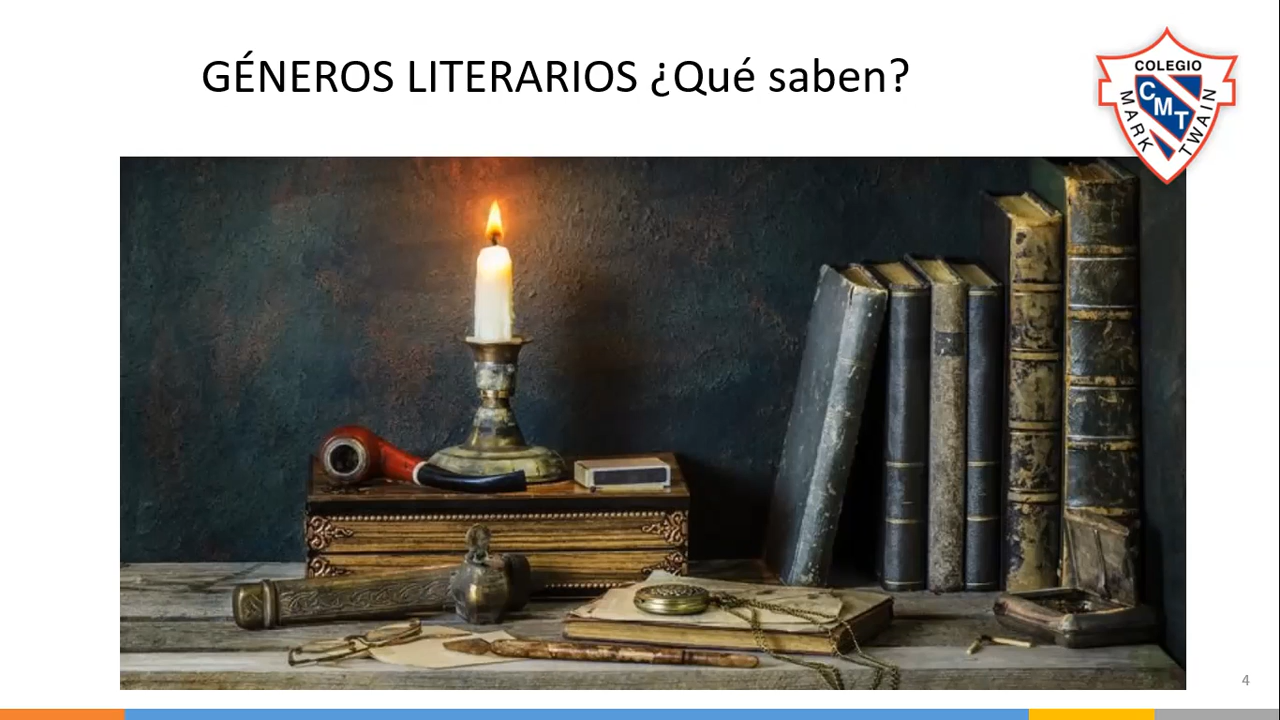 GÉNEROS LITERARIOS ¿Qué saben?
COLEGIO
MARK
TWAIN
CMT
4